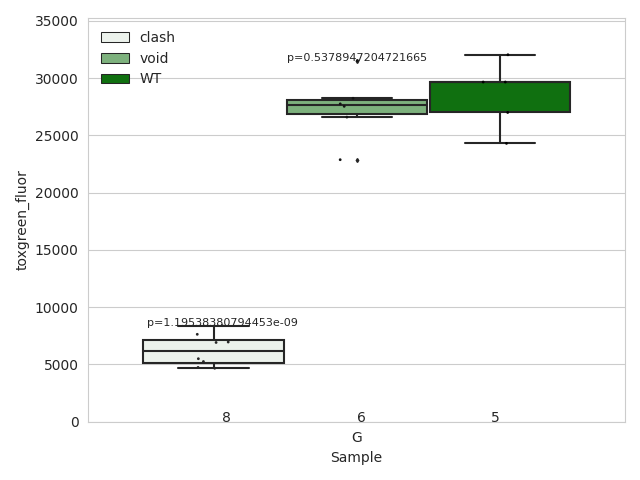 35000
30000
25000
20000
15000
10000
5000
0
toxgreen_fluor
clash
void
WT
p=0.5378947204721665
p=1.19538380794453e-09
8 6 5
G
Sample